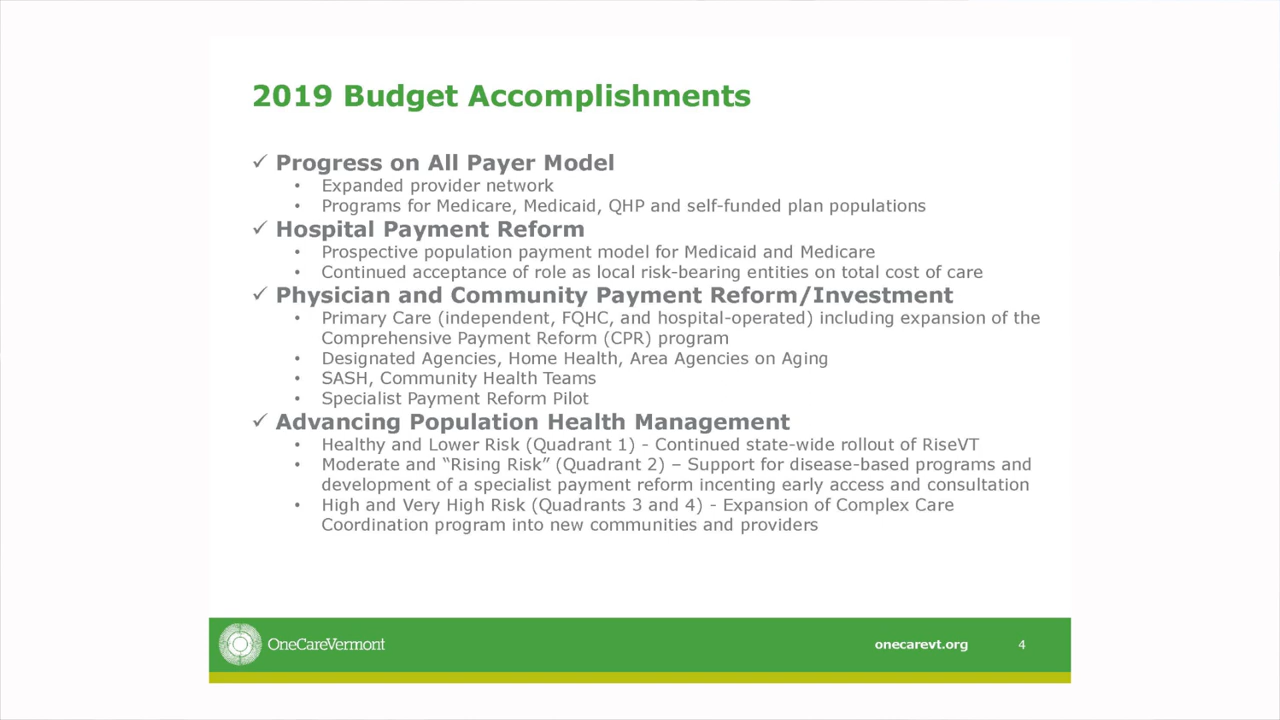 2019 Budget Accomplishments
✓ Progress on All Payer Model
• Expanded provider network
• Programs for Medicare, Medicaid, QHP and self-funded plan populations
✓ Hospital Payment Reform
• Prospective population payment model for Medicaid and Medicare
• Continued acceptance of role as local risk-bearing entities on total cost of care
✓ Physician and Community Payment Reform/Investment
• Primary Care (independent, FQHC, and hospital-operated) including expansion of the
Comprehensive Payment Reform (CPR) program
• Designated Agencies, Home Health, Area Agencies on Aging
• SASH, Community Health Teams
• Specialist Payment Reform Pilot
✓ Advancing Population Health Management
• Healthy and Lower Risk (Quadrant 1) - Continued state-wide rollout of RiseVT
• Moderate and “Rising Risk” (Quadrant 2) – Support for disease-based programs and
development of a specialist payment reform incenting early access and consultation
• High and Very High Risk (Quadrants 3 and 4) - Expansion of Complex Care
Coordination program into new communities and providers
OneCareVermont
onecarevt.org
4